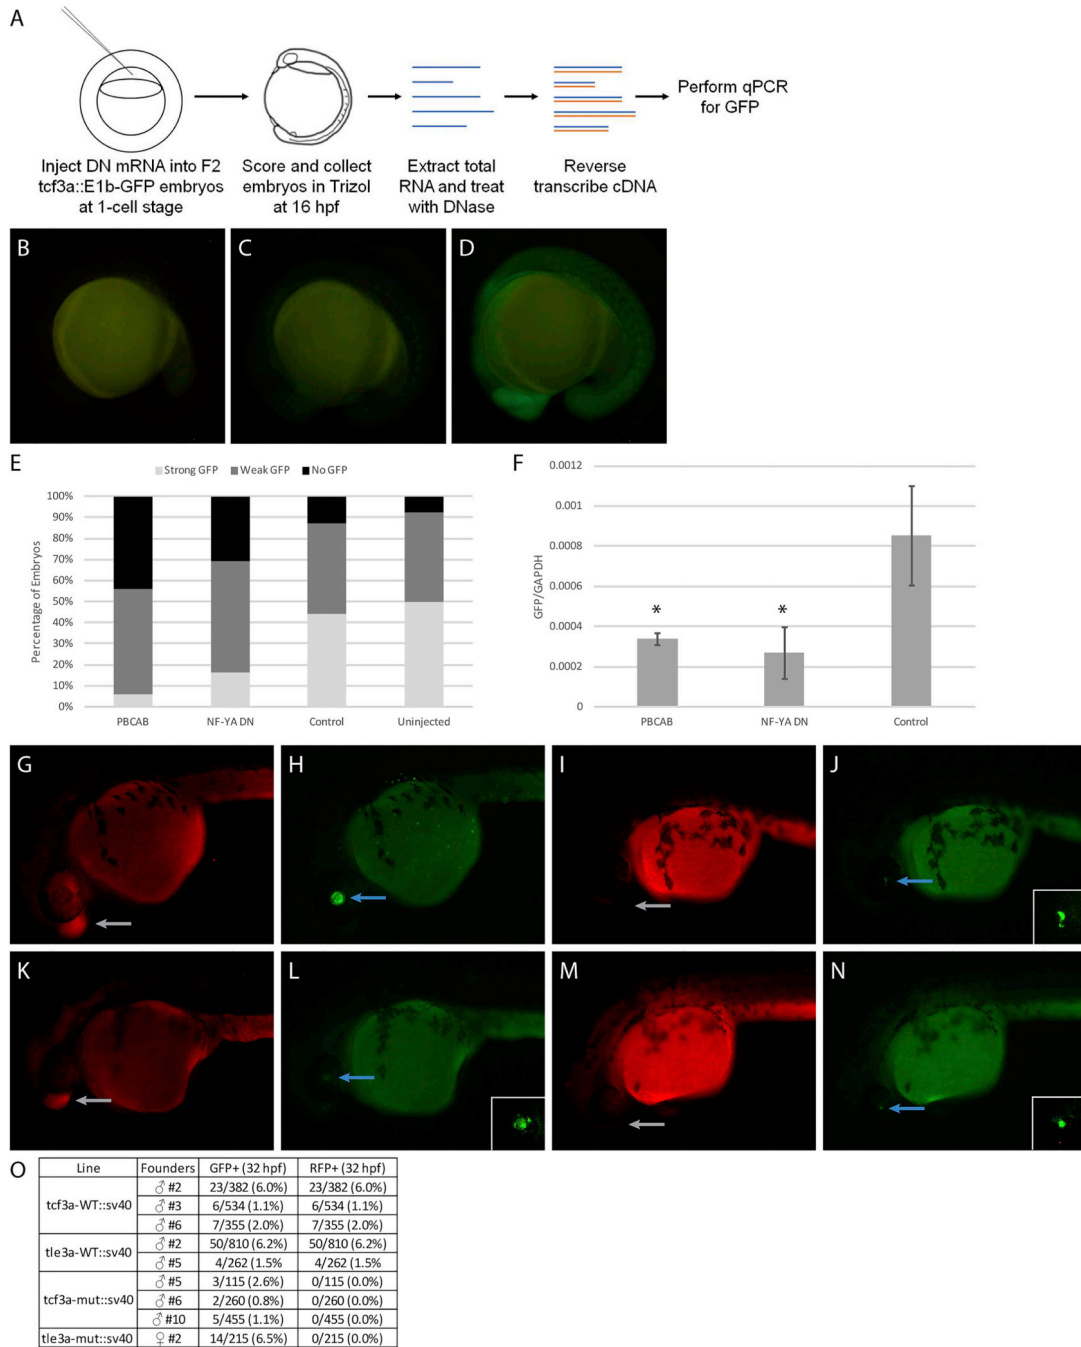 A
Inject DN mRNA into F2
tcf3a::E1b-GFP embryos
at 1-cell stage
Score and collect
embryos in Trizol
at 16 hpf
Extract total
RNA and treat
with DNase
Reverse
transcribe cDNA
Perform qPCR
for GFP
B
C
D
E
Strong GFP Weak GFP No GFP
Percentage of Embryos
100%
90%
80%
70%
60%
50%
40%
30%
20%
10%
0%
PBCAB NF-YA DN Control Uninjected
F
GFP/GAPDH
0.0012
0.001
0.0008
0.0006
0.0004
0.0002
0
* *
PBCAB NF-YA DN Control
G
H
I
J
K
L
M
N
O
Line Founders GFP+ (32 hpf) RFP+ (32 hpf)
tcf3a-WT::sv40
♂ #2 23/382 (6.0%) 23/382 (6.0%)
♂ #3 6/534 (1.1%) 6/534 (1.1%)
♂ #6 7/355 (2.0%) 7/355 (2.0%)
tle3a-WT::sv40
♂ #2 50/810 (6.2%) 50/810 (6.2%)
♂ #5 4/262 (1.5% 4/262 (1.5%
tcf3a-mut::sv40
♂ #5 3/115 (2.6%) 0/115 (0.0%)
♂ #6 2/260 (0.8%) 0/260 (0.0%)
♂ #10 5/455 (1.1%) 0/455 (0.0%)
tle3a-mut::sv40 ♀ #2 14/215 (6.5%) 0/215 (0.0%)